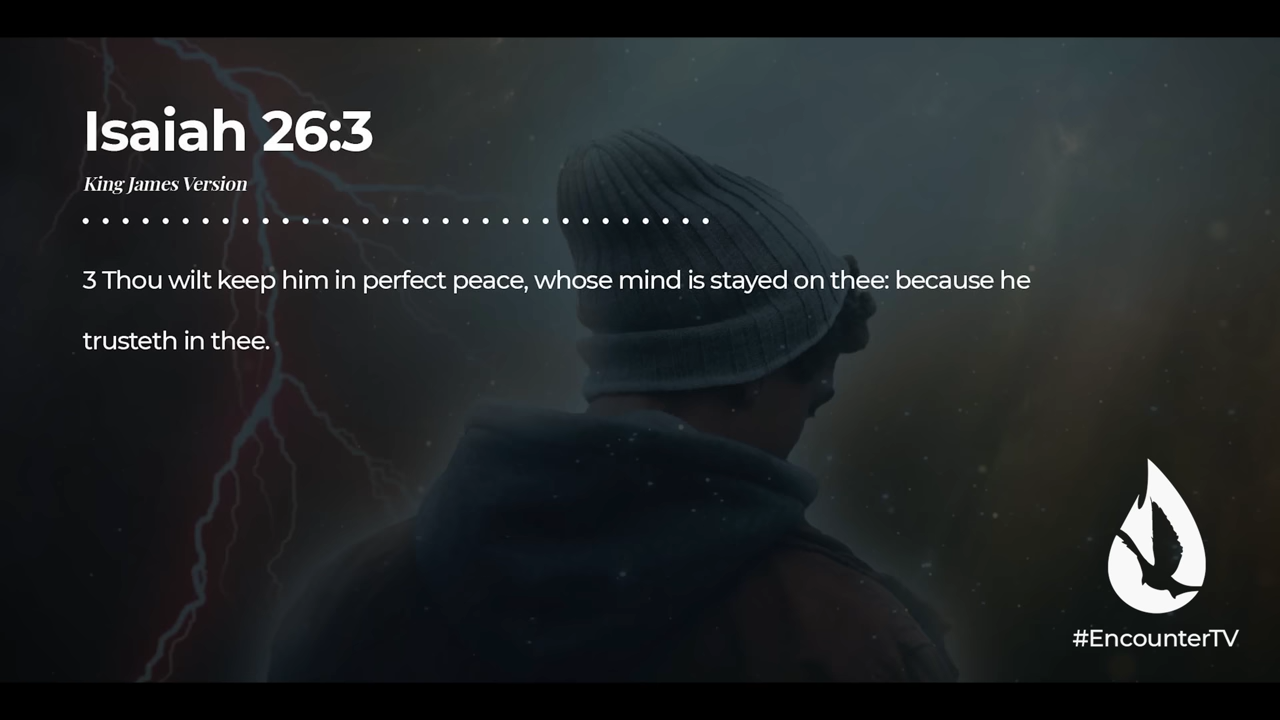 Isaiah 26:3
King James Version
3 Thou wilt keep him in perfect peace, whose mind is stayed on thee: because he
trusteth in thee.
#EncounterTV